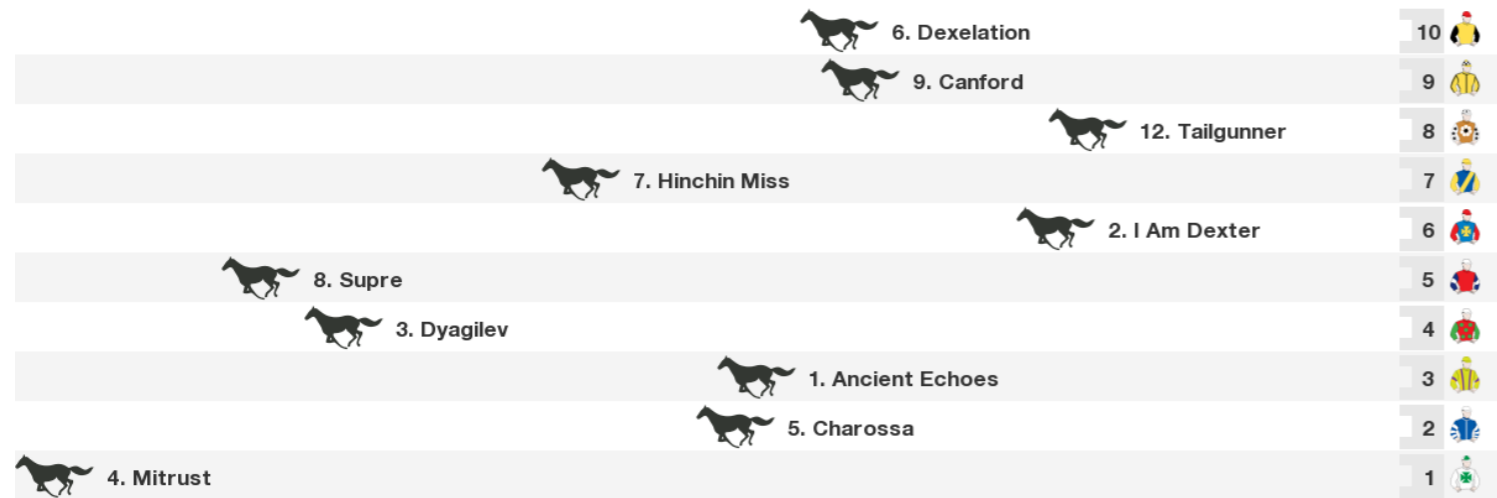 6. Dexelation 10
9. Canford 9
12. Tailgunner 8
7. Hinchin Miss 7
2. I Am Dexter 6
8. Supre 5
3. Dyagilev 4
1. Ancient Echoes 3
5. Charossa 2
4. Mitrust 1